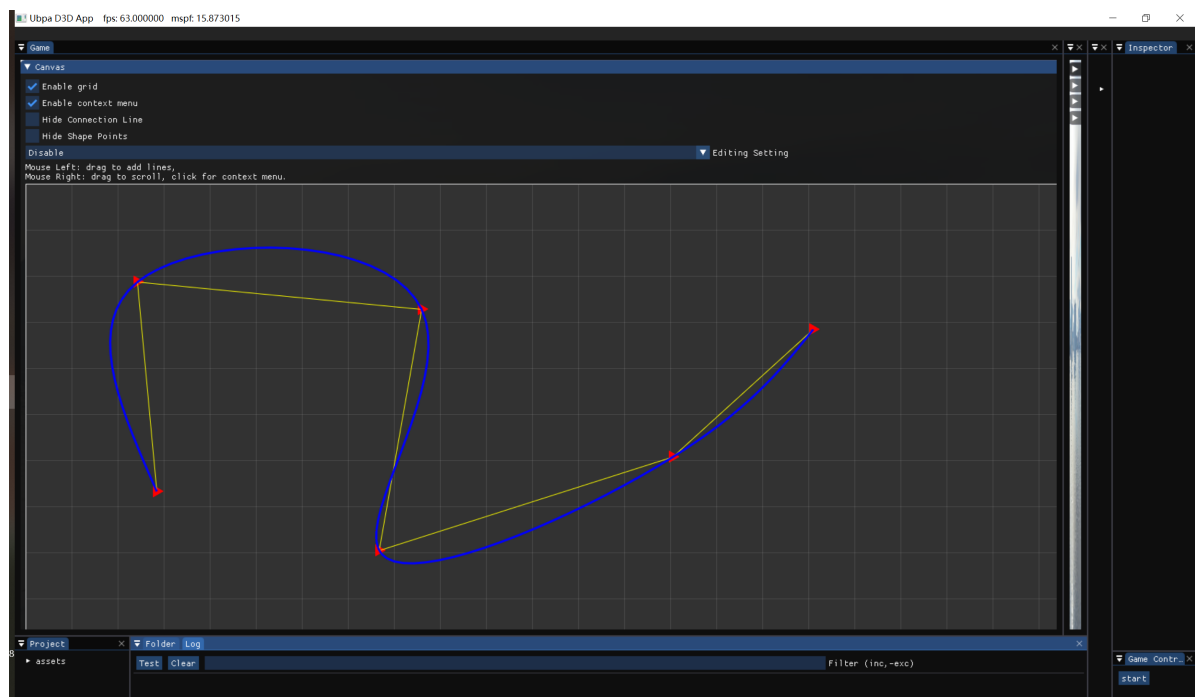 Ubpa D3D App fps: 63.000000 mspf: 15.873015
Game
Inspector
Canvas
Enable grid
Enable context menu
Hide Connection Line
Hide Shape Points
Disable
Editing Setting
Mouse Left: drag to add lines,
Mouse Right: drag to scroll, click for context menu.
Project
Folder Log
8
assets
Test Clear
Filter (inc,-exc)
Game Contr…
start